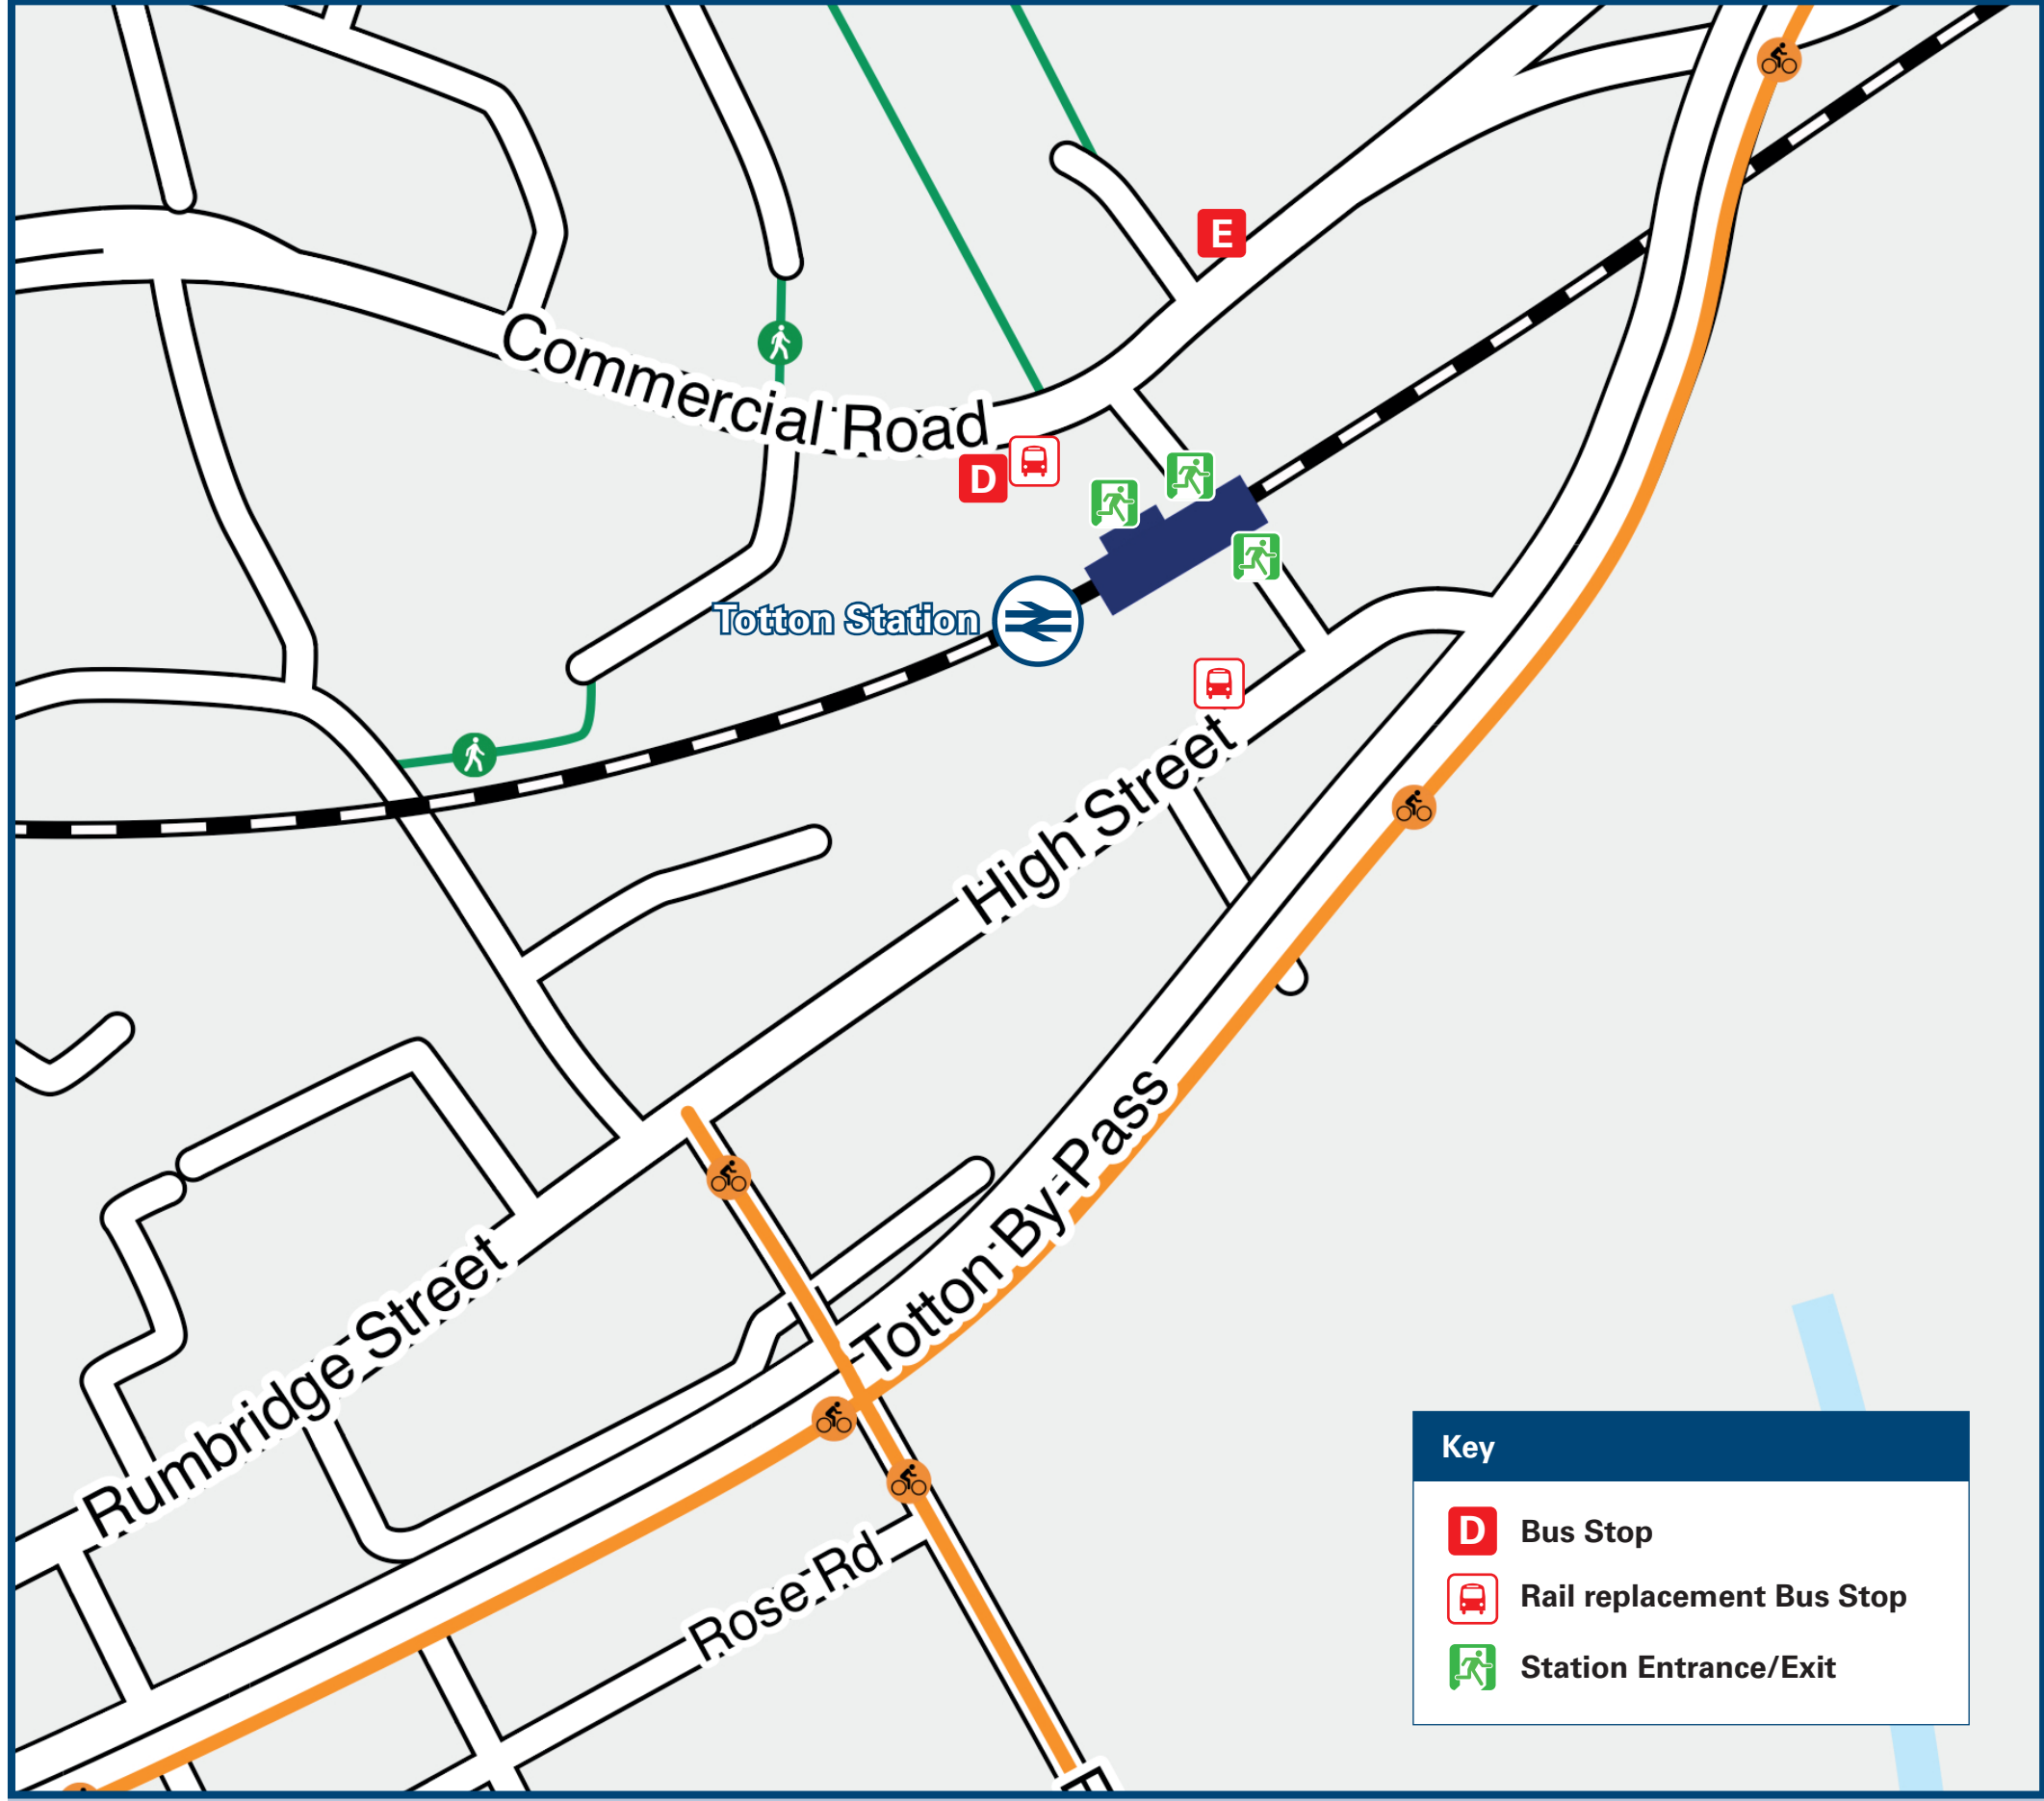 E
Commercial Road
D
Totton Station
High Street
Totton By-Pass
Rumbridge Street
Rose Rd
Key
D Bus Stop
Rail replacement Bus Stop
Station Entrance/Exit